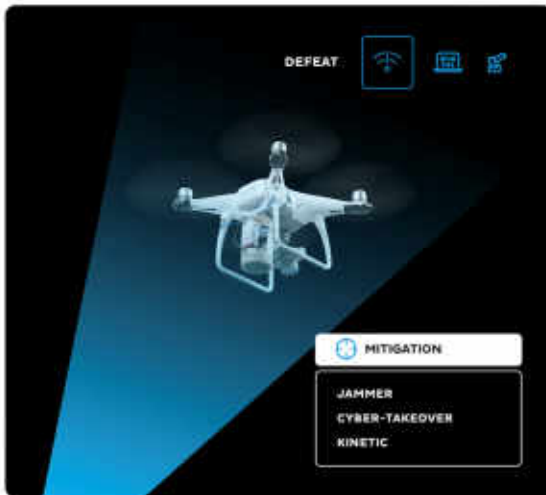 DEFEAT
MITIGATION
JAMMER
CYBER-TAKEOVER
KINETIC